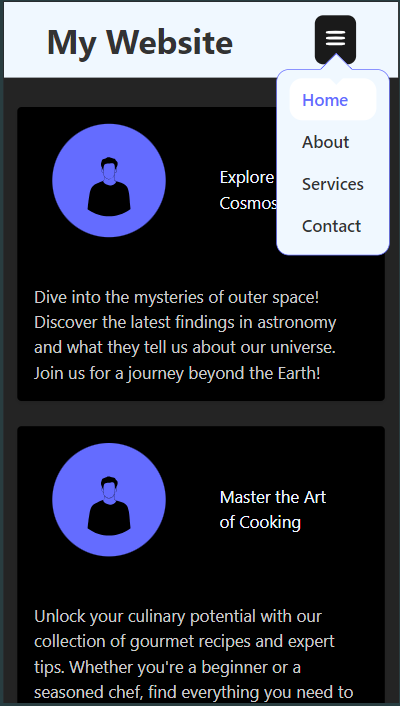 My Website
Home
About
Services
Contact
Explore
Cosmos
Dive into the mysteries of outer space!
Discover the latest findings in astronomy
and what they tell us about our universe.
Join us for a journey beyond the Earth!
Master the Art
of Cooking
Unlock your culinary potential with our
collection of gourmet recipes and expert
tips. Whether you're a beginner or a
seasoned chef, find everything you need to